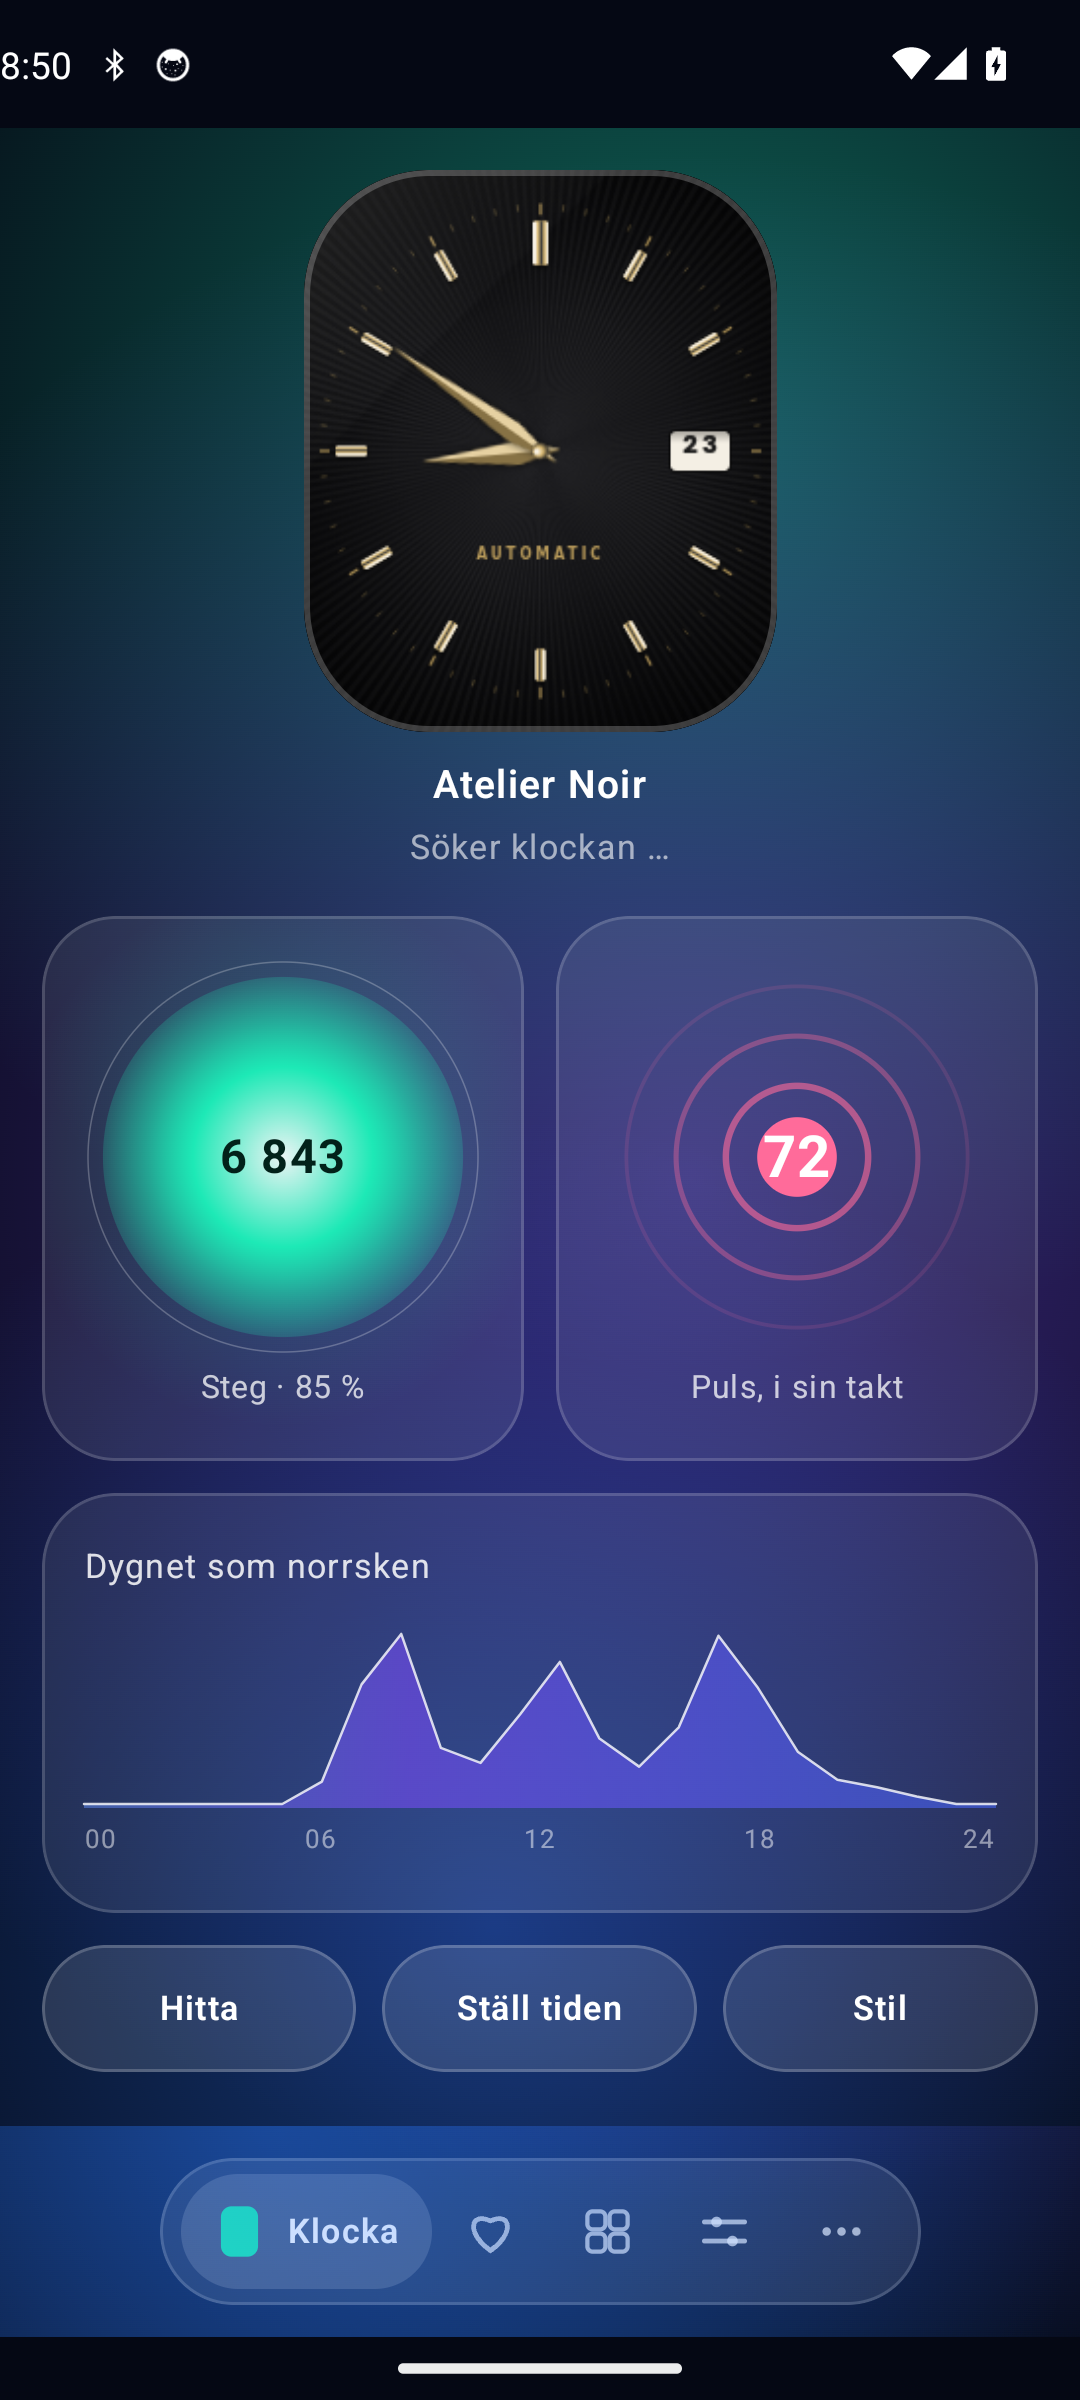 8:50
23
AUTOMATIC
Atelier Noir
Söker klockan …
6 843
72
Steg · 85 %
Puls, i sin takt
Dygnet som norrsken
00 06 12 18 24
Hitta Ställ tiden Stil
Klocka